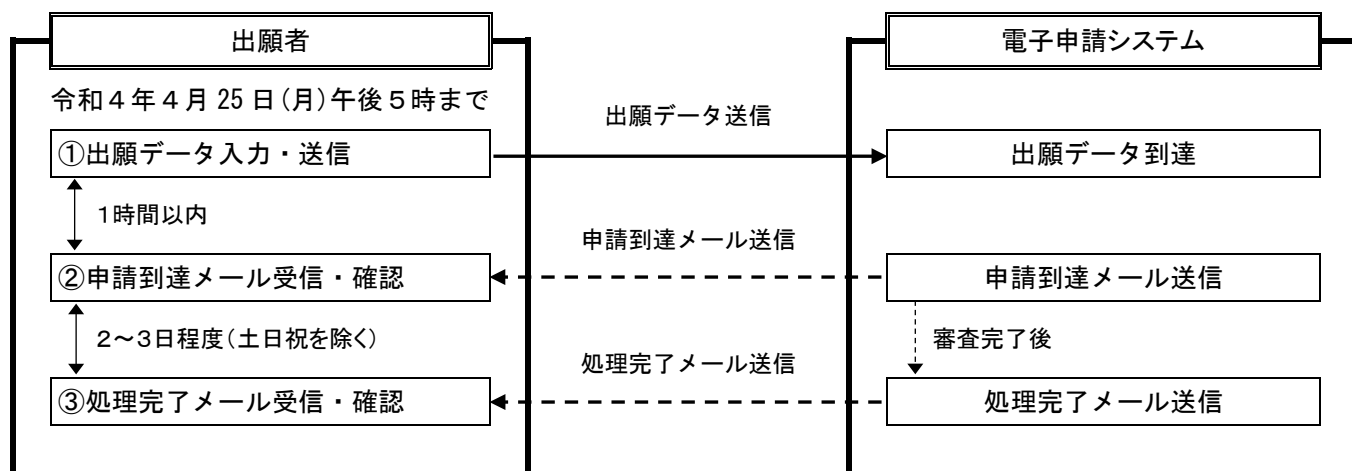 出願者
電子申請システム
令和４年４月 25 日(月)午後５時まで
出願データ送信
①出願データ入力・送信
出願データ到達
１時間以内
申請到達メール送信
②申請到達メール受信・確認
申請到達メール送信
２～３日程度（土日祝を除く）
審査完了後
処理完了メール送信
③処理完了メール受信・確認
処理完了メール送信